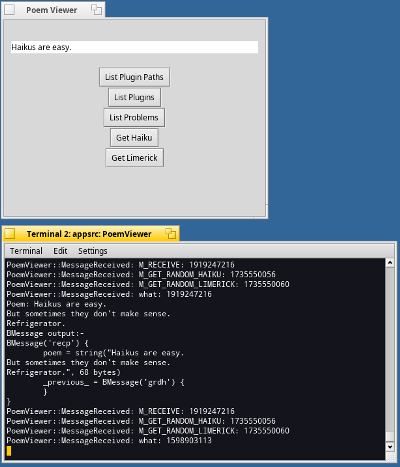 Poem Viewer
Haikus are easy.
List Plugin Paths
List Plugins
List Problems
Get Haiku
Get Limerick
Terminal 2: appsrc: PoemViewer
Terminal Edit Settings
PoemViewer::MessageReceived: M_RECEIVE: 1919247216
PoemViewer::MessageReceived: M_GET_RANDOM_HAIKU: 1735550056
PoemViewer::MessageReceived: M_GET_RANDOM_LIMERICK: 1735550060
PoemViewer::MessageReceived: what: 1919247216
Poem: Haikus are easy.
But sometimes they don't make sense.
Refrigerator.
BMessage output:-
BMessage('recp') {
poem = string("Haikus are easy.
But sometimes they don't make sense.
Refrigerator.", 68 bytes)
_previous_ = BMessage('grdh') {
}
}
PoemViewer::MessageReceived: M_RECEIVE: 1919247216
PoemViewer::MessageReceived: M_GET_RANDOM_HAIKU: 1735550056
PoemViewer::MessageReceived: M_GET_RANDOM_LIMERICK: 1735550060
PoemViewer::MessageReceived: what: 1598903113